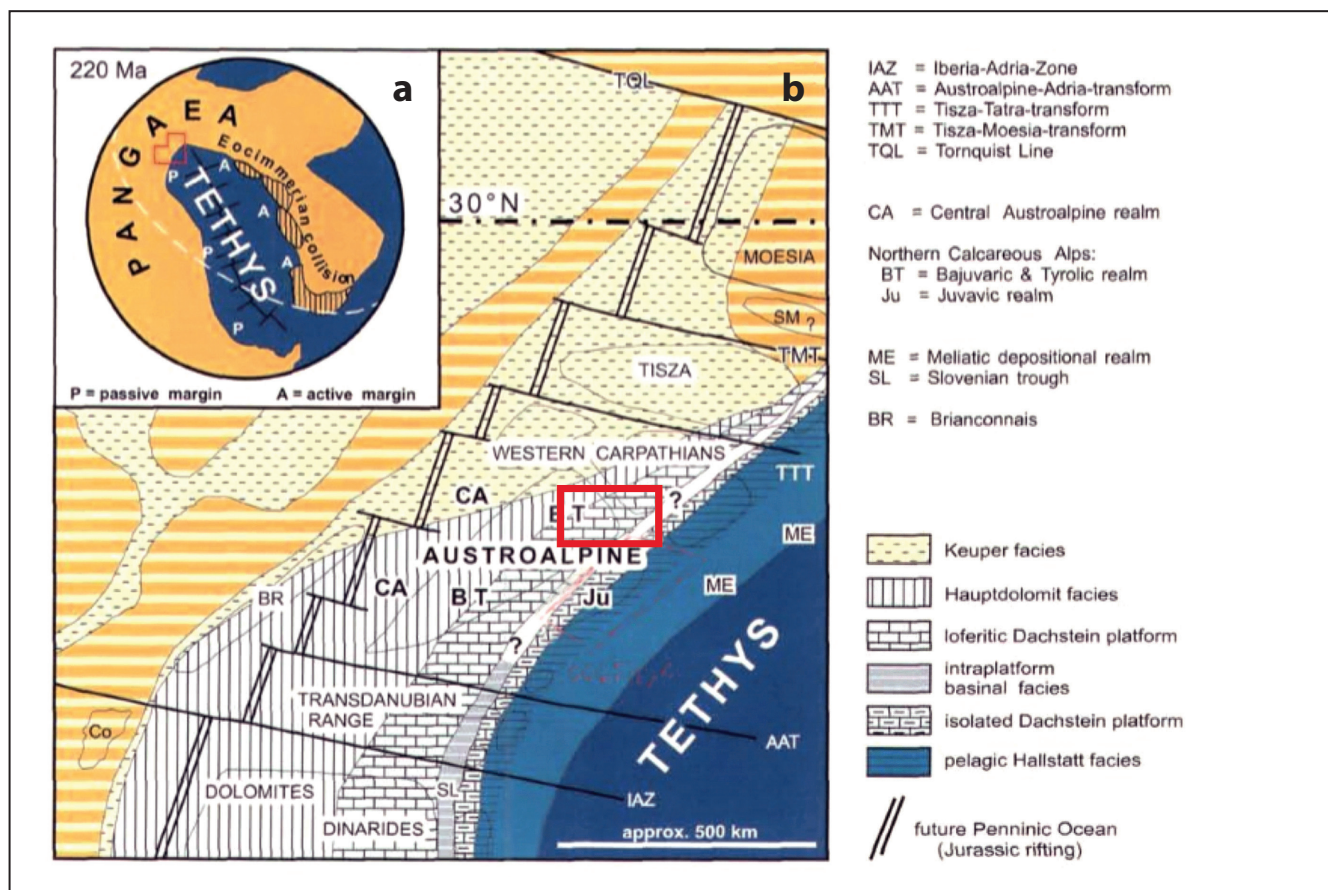 220 Ma
a
PANGAEA
Eocimmerian collision
TETHYS
P
P
P
A
A
A
P = passive margin A = active margin
b
TQL
30°N
MOESIA
SM ?
TMT
TISZA
WESTERN CARPATHIANS
TTT
CA
?
BT
ME
AUSTROALPINE
BR
CA
BT
Ju
ME
?
TETHYS
TRANSDANUBIAN
RANGE
Co
AAT
DOLOMITES
SL
IAZ
DINARIDES
approx. 500 km
IAZ = Iberia-Adria-Zone
AAT = Austroalpine-Adria-transform
TTT = Tisza-Tatra-transform
TMT = Tisza-Moesia-transform
TQL = Tornquist Line
CA = Central Austroalpine realm
Northern Calcareous Alps:
BT = Bajuvaric & Tyrolic realm
Ju = Juvavic realm
ME = Meliatic depositional realm
SL = Slovenian trough
BR = Brianconnais
Keuper facies
Hauptdolomit facies
loferitic Dachstein platform
intraplatform
basinal facies
isolated Dachstein platform
pelagic Hallstatt facies
future Penninic Ocean
(Jurassic rifting)